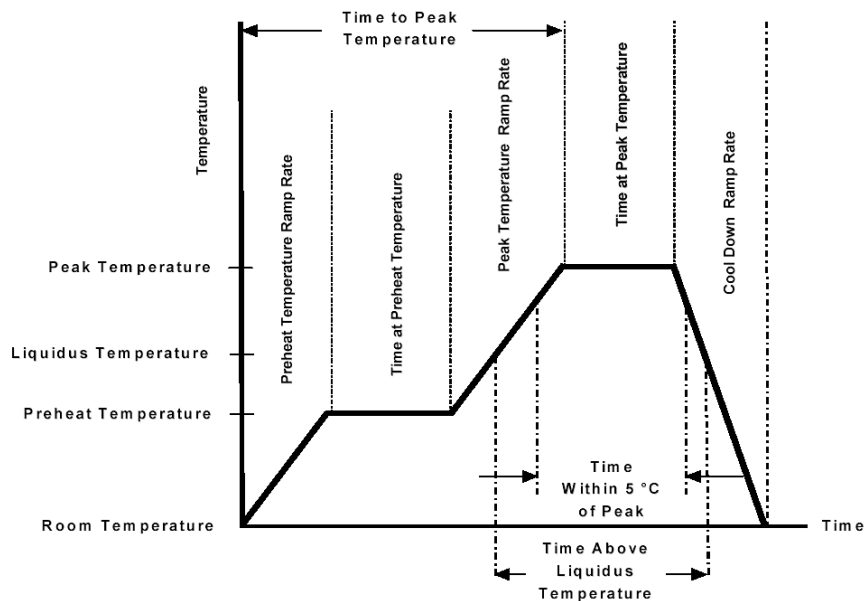 Time to Peak
Temperature
Temperature
Preheat Temperature Ramp Rate
Time at Preheat Temperature
Peak Temperature Ramp Rate
Time at Peak Temperature
Cool Down Ramp Rate
Peak Temperature
Liquidus Temperature
Preheat Temperature
Room Temperature
Time
Within 5 °C
of Peak
Time
Time Above
Liquidus
Temperature